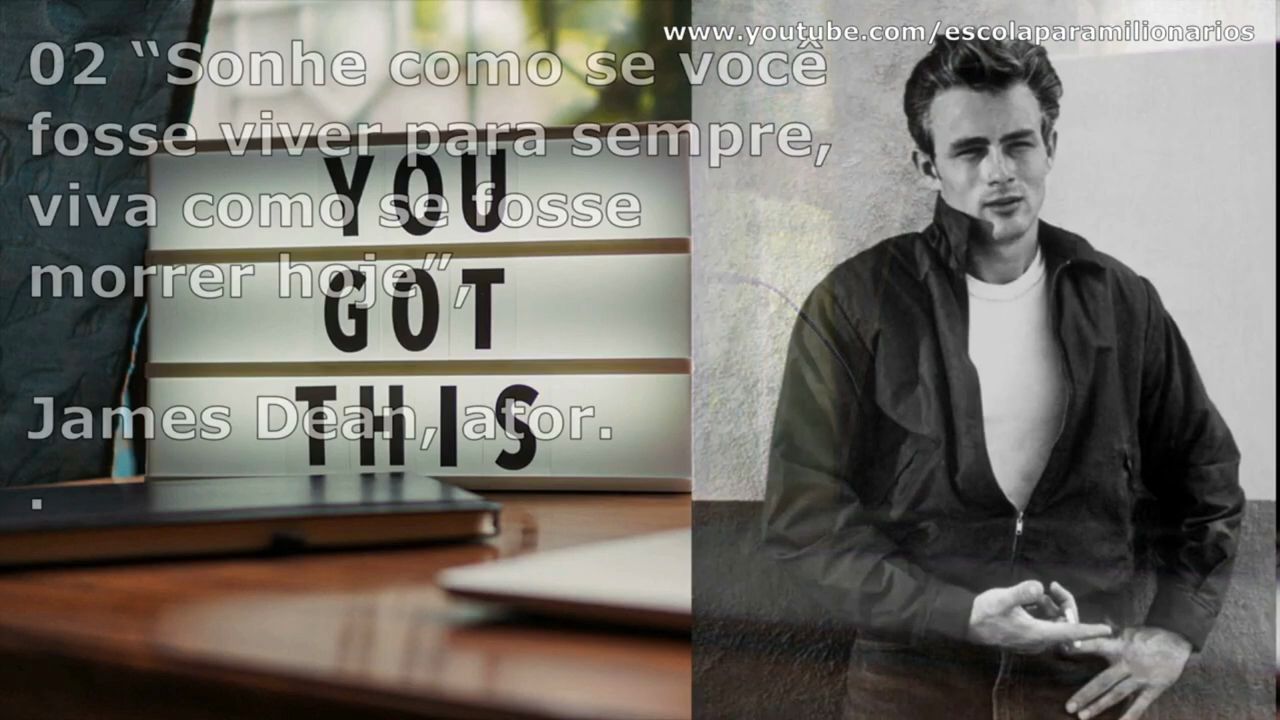 www.youtube.com/escolaparamilionarios
02 “Sonhe como se você
fosse viver para sempre,
viva como se fosse
morrer hoje”,
James Dean, ator.
.
YOU
GOT
THIS